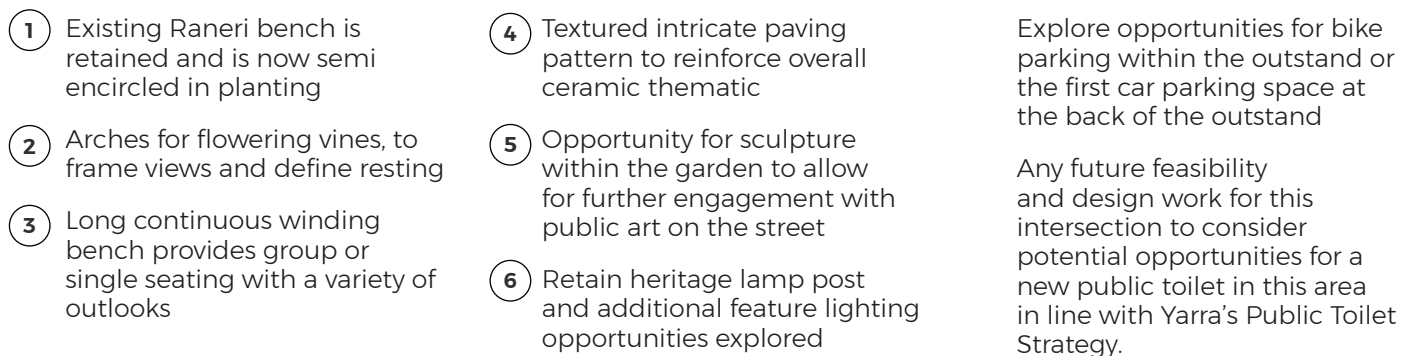 1 Existing Raneri bench is
retained and is now semi
encircled in planting
2 Arches for flowering vines, to
frame views and define resting
3 Long continuous winding
bench provides group or
single seating with a variety of
outlooks
4 Textured intricate paving
pattern to reinforce overall
ceramic thematic
5 Opportunity for sculpture
within the garden to allow
for further engagement with
public art on the street
6 Retain heritage lamp post
and additional feature lighting
opportunities explored
Explore opportunities for bike
parking within the outstand or
the first car parking space at
the back of the outstand
Any future feasibility
and design work for this
intersection to consider
potential opportunities for a
new public toilet in this area
in line with Yarra’s Public Toilet
Strategy.